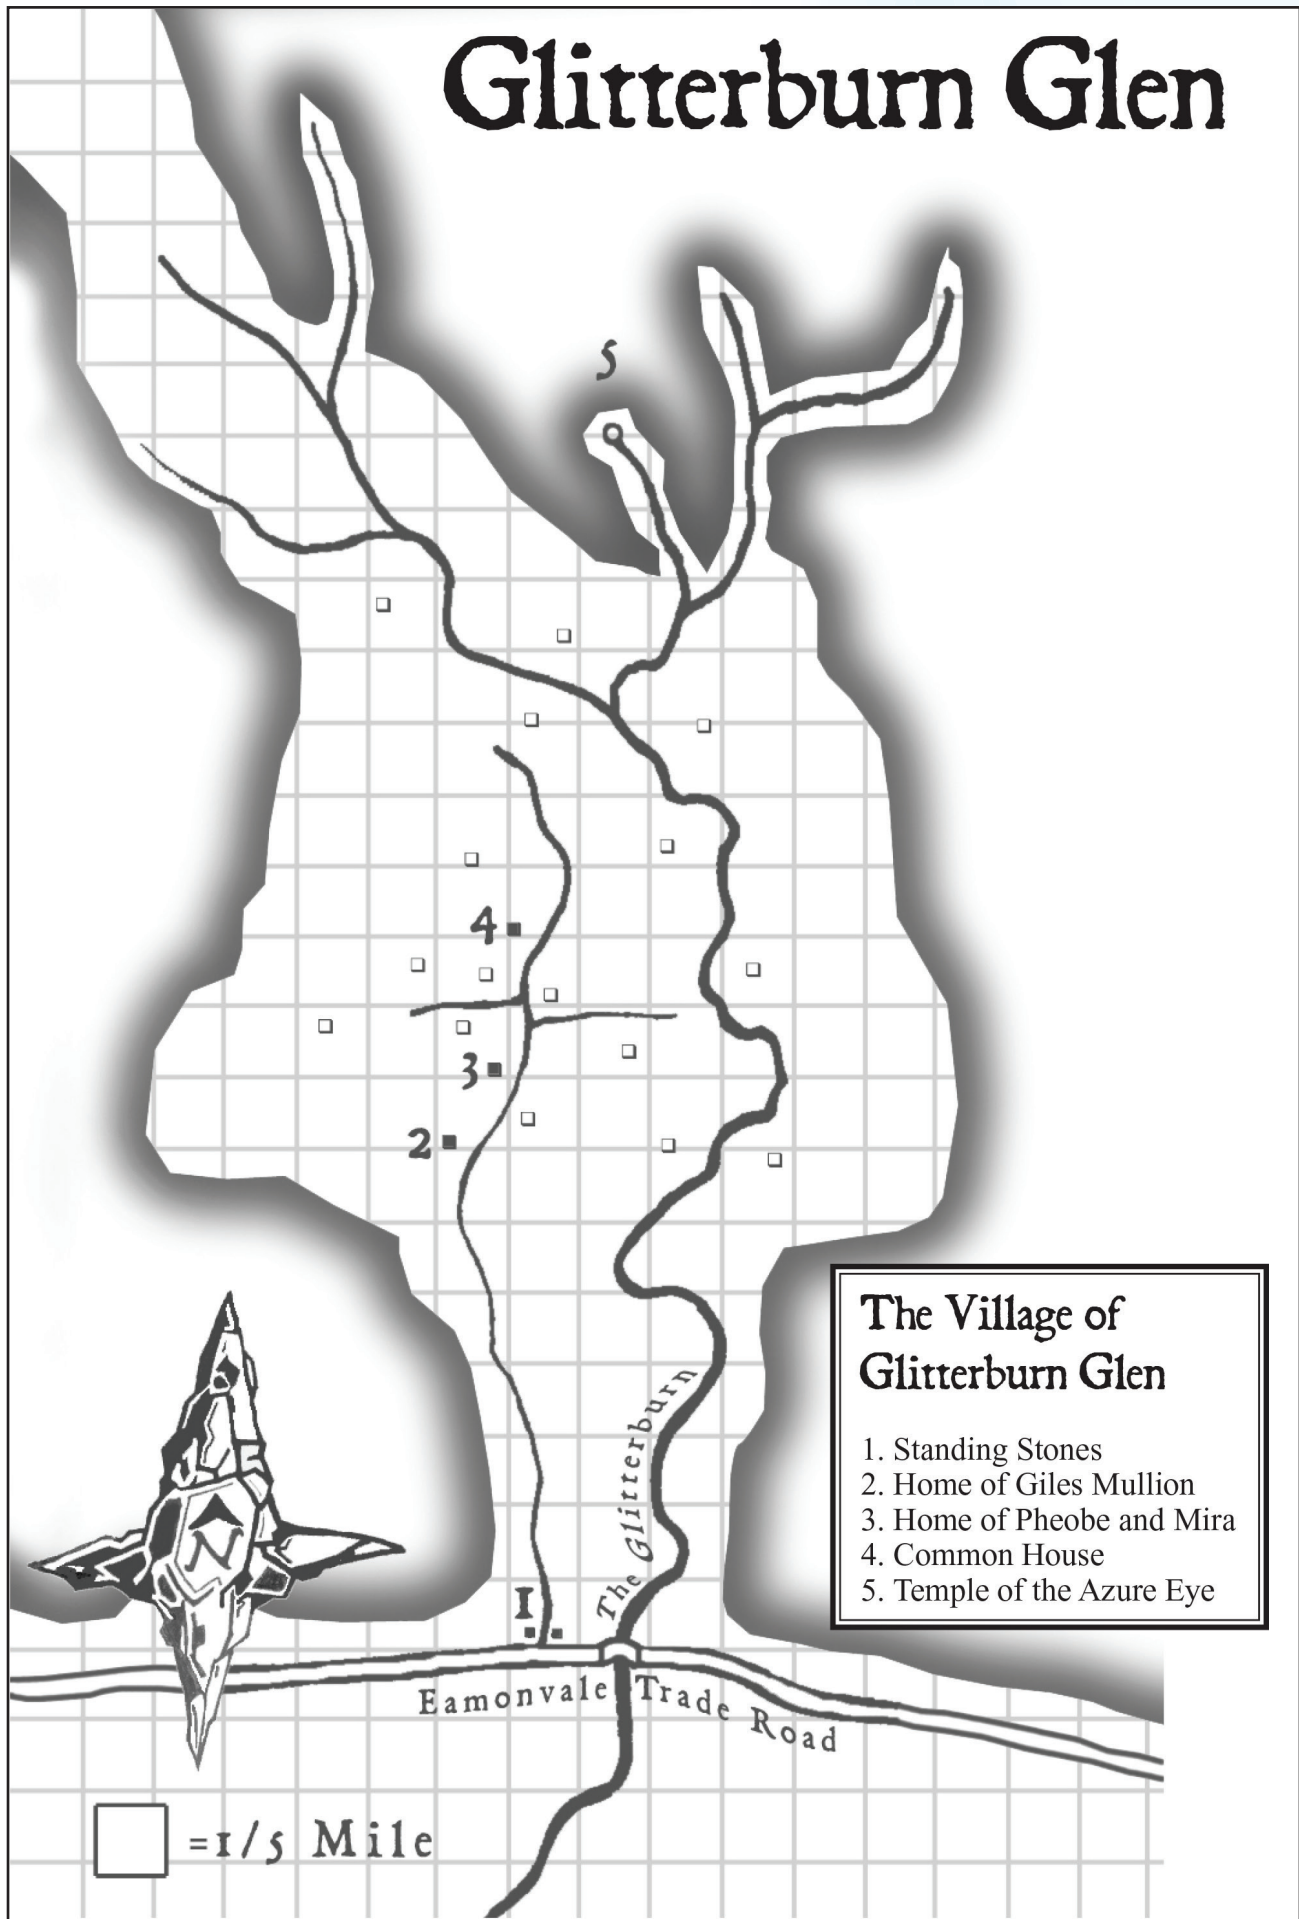 Glitterburn Glen
5
4
3
2
The Glitterburn
1
Eamonvale Trade Road
N
=1/5 Mile
The Village of
Glitterburn Glen
1. Standing Stones
2. Home of Giles Mullion
3. Home of Pheobe and Mira
4. Common House
5. Temple of the Azure Eye